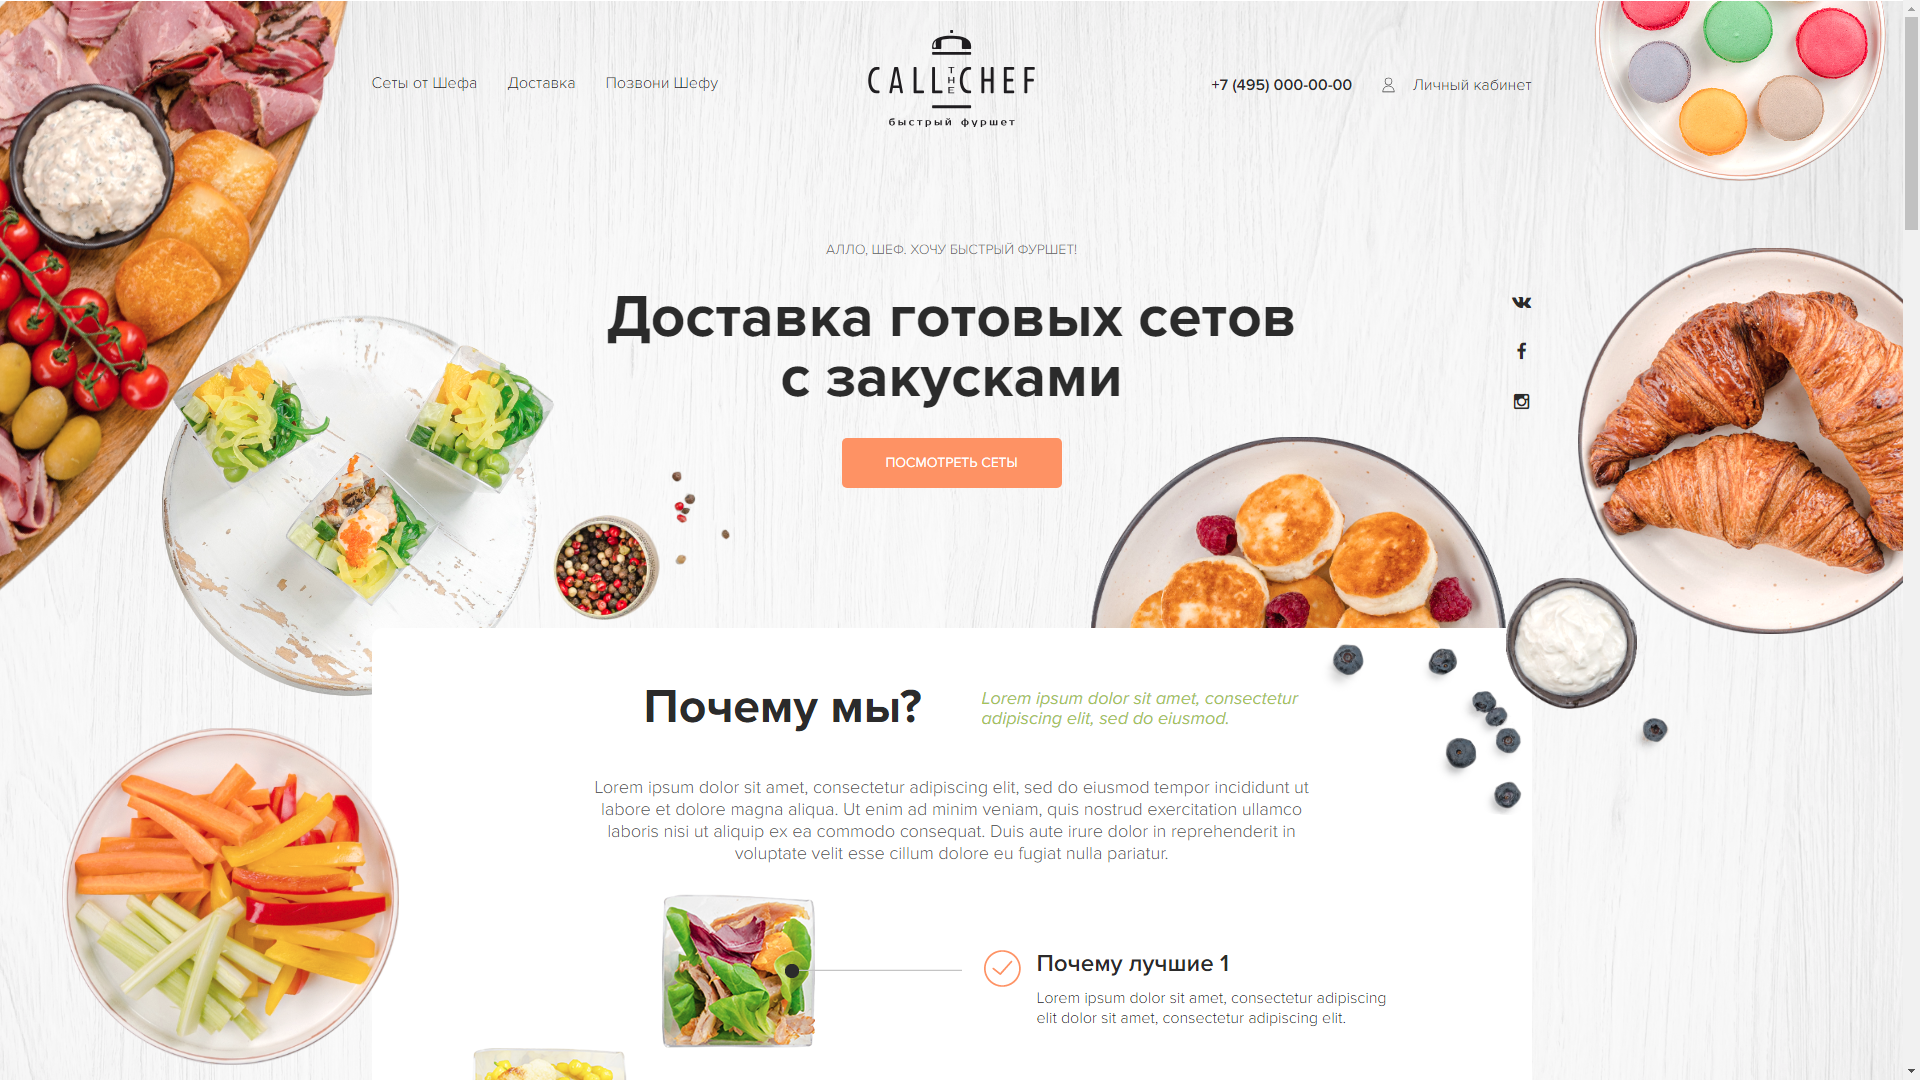 Сеты от Шефа
Доставка
Позвони Шефу
CALL THE CHEF
быстрый фуршет
+7 (495) 000-00-00
Личный кабинет
АЛЛО, ШЕФ. ХОЧУ БЫСТРЫЙ ФУРШЕТ!
Доставка готовых сетов
с закусками
ПОСМОТРЕТЬ СЕТЫ
Почему мы?
Lorem ipsum dolor sit amet, consectetur
adipiscing elit, sed do eiusmod.
Lorem ipsum dolor sit amet, consectetur adipiscing elit, sed do eiusmod tempor incididunt ut
labore et dolore magna aliqua. Ut enim ad minim veniam, quis nostrud exercitation ullamco
laboris nisi ut aliquip ex ea commodo consequat. Duis aute irure dolor in reprehenderit in
voluptate velit esse cillum dolore eu fugiat nulla pariatur.
Почему лучшие 1
Lorem ipsum dolor sit amet, consectetur adipiscing
elit dolor sit amet, consectetur adipiscing elit.